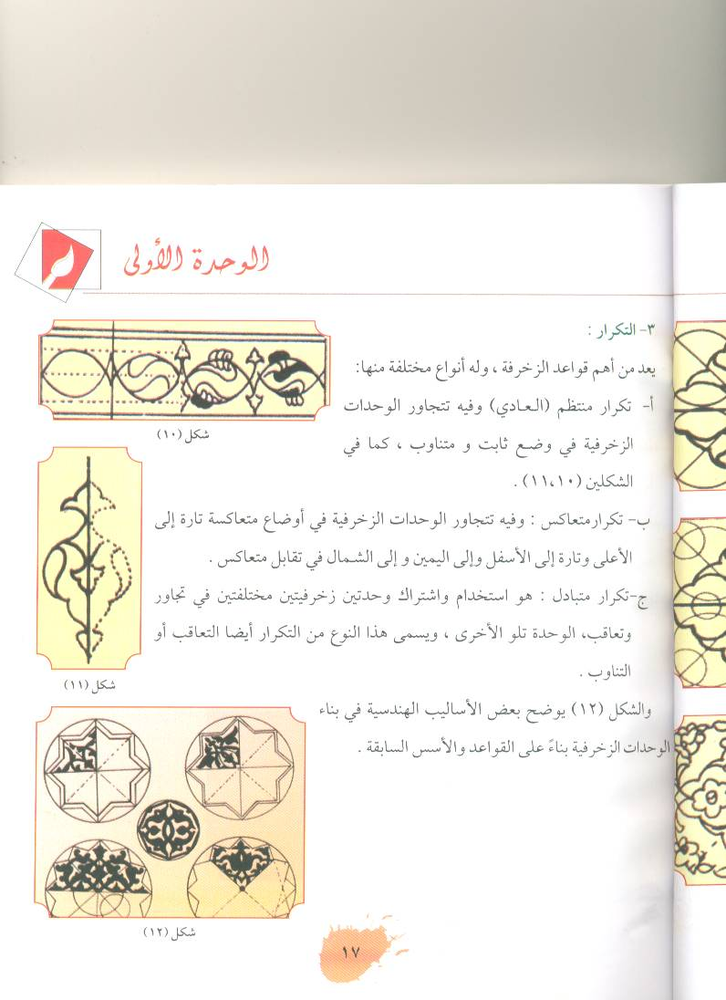 الوحدة الأولى
٣- التكرار :
يعد من أهم قواعد الزخرفة ، وله أنواع مختلفة منها:
أ- تكرار منتظم (العادي) وفيه تتجاور الوحدات
الزخرفية في وضع ثابت و متناوب ، كما في
الشكلين (١١،١٠) .
شكل (١٠)
ب- تكرارمتعاكس : وفيه تتجاور الوحدات الزخرفية في أوضاع متعاكسة تارة إلى
الأعلى وتارة إلى الأسفل وإلى اليمين و إلى الشمال في تقابل متعاكس .
ج-تكرار متبادل : هو استخدام واشتراك وحدتين زخرفيتين مختلفتين في تجاور
وتعاقب، الوحدة تلو الأخرى ، ويسمى هذا النوع من التكرار أيضا التعاقب أو
التناوب .
شكل (١١)
والشكل (١٢) يوضح بعض الأساليب الهندسية في بناء
الوحدات الزخرفية بناءً على القواعد والأسس السابقة .
شكل (١٢)
١٧